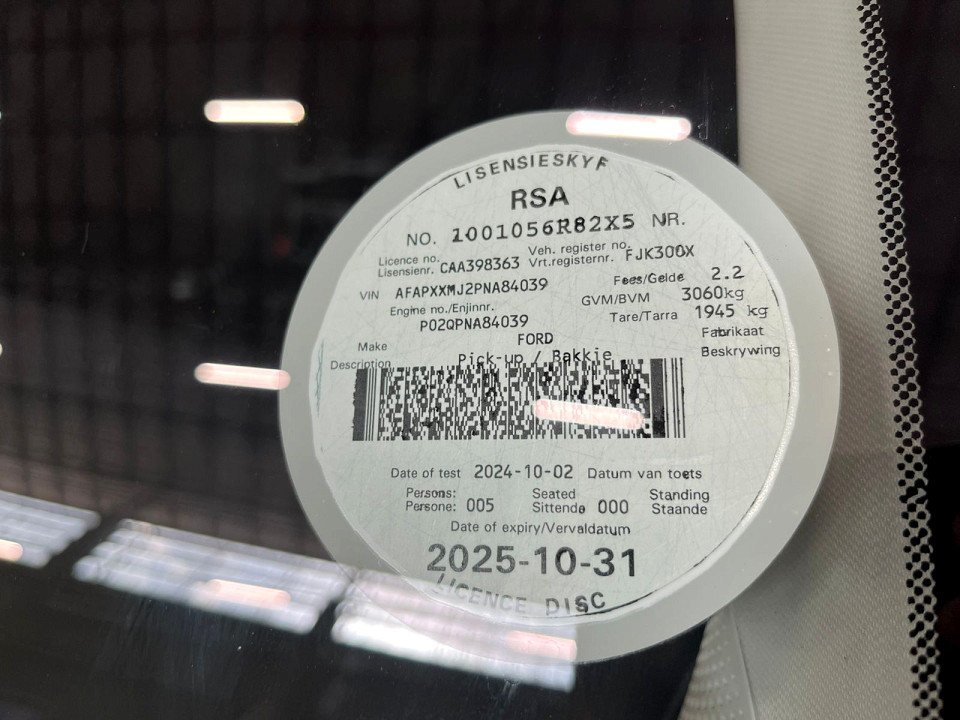 LISENSIESKYF
RSA
NO. 1001056R82X5 NR.
Licence no. CAA398363 Veh. register no. FJK300X
Lisensienr. Vrt.registernr.
VIN AFAPXXMJ2PNA84039 Fees/Gelde 2.2
Engine no./Enjinnr. GVM/BVM 3060kg
P02QPNA84039 Tare/Tarra 1945 kg
Make FORD Fabrikaat
Description Pick-up / Bakkie Beskrywing
Date of test 2024-10-02 Datum van toets
Persons: 005 Seated 000 Standing
Persone: Sittende Staande
Date of expiry/Vervaldatum
2025-10-31
LICENCE DISC